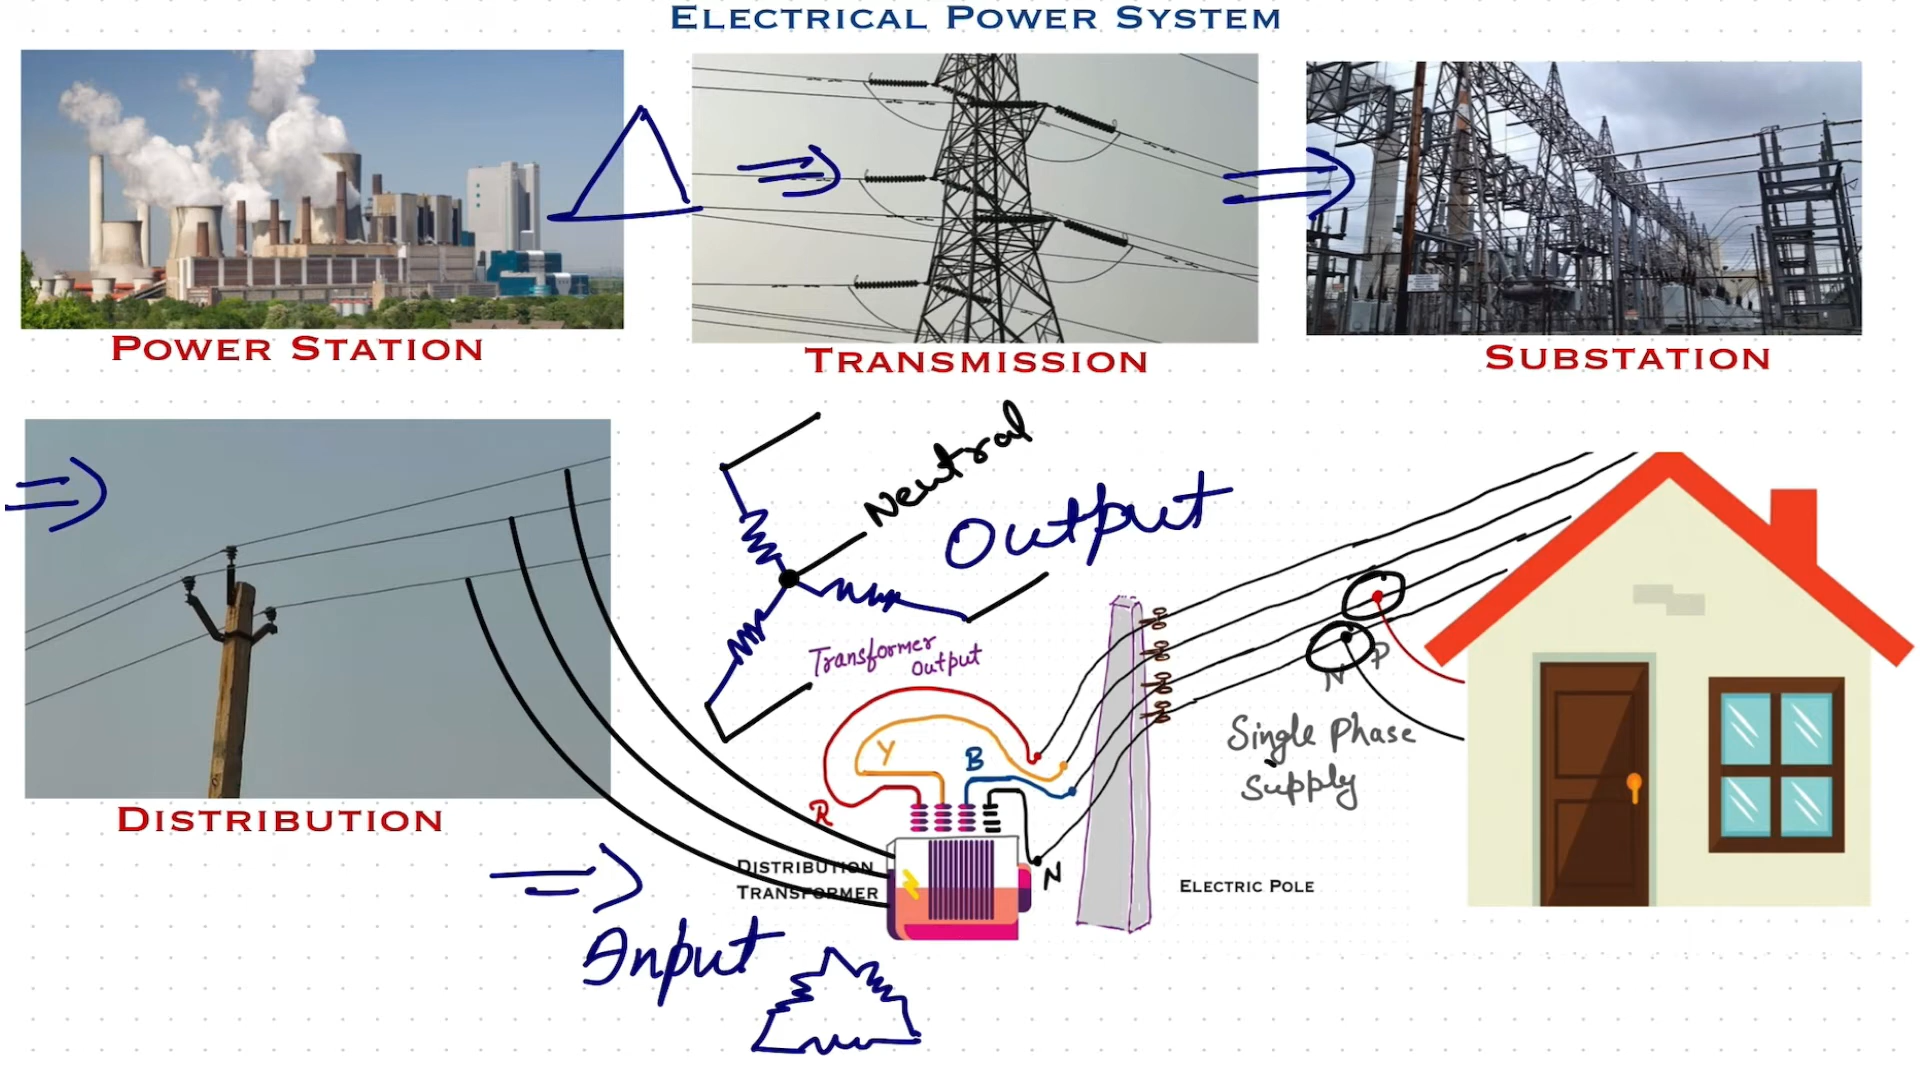 ELECTRICAL POWER SYSTEM
POWER STATION
TRANSMISSION
SUBSTATION
Neutral
Output
Transformer
Output
P
N
Single Phase
Supply
Y
B
R
DISTRIBUTION
DISTRIBUTION
TRANSFORMER
N
ELECTRIC POLE
Input